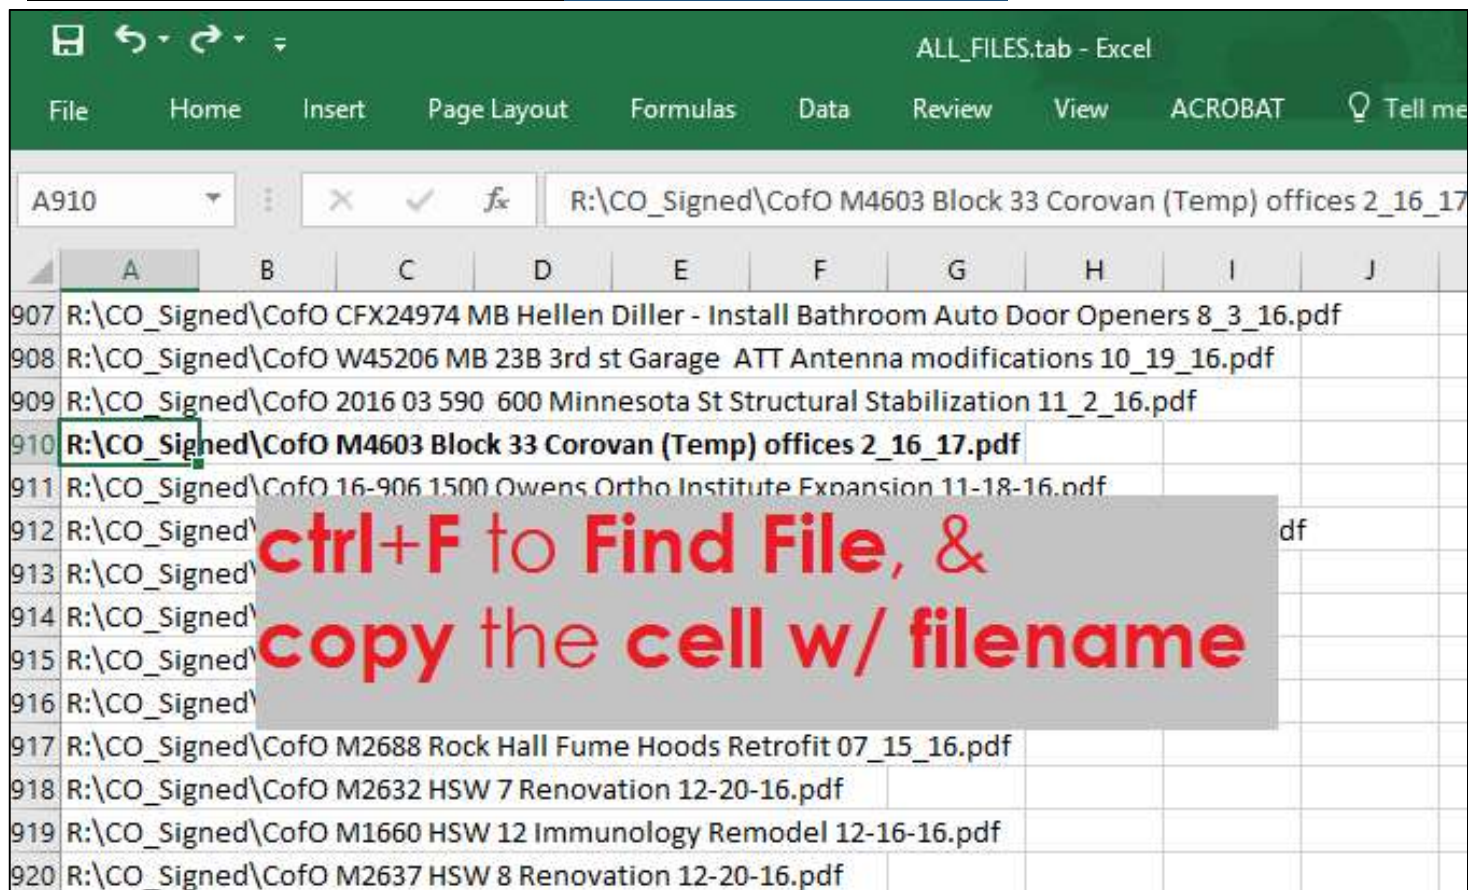 ALL_FILES.tab - Excel
File Home Insert Page Layout Formulas Data Review View ACROBAT Tell me
A910 fx R:\CO_Signed\CofO M4603 Block 33 Corovan (Temp) offices 2_16_17
A B C D E F G H I J
907 R:\CO_Signed\CofO CFX24974 MB Hellen Diller - Install Bathroom Auto Door Openers 8_3_16.pdf
908 R:\CO_Signed\CofO W45206 MB 23B 3rd st Garage  ATT Antenna modifications 10_19_16.pdf
909 R:\CO_Signed\CofO 2016 03 590  600 Minnesota St Structural Stabilization 11_2_16.pdf
910 R:\CO_Signed\CofO M4603 Block 33 Corovan (Temp) offices 2_16_17.pdf
911 R:\CO_Signed\CofO 16-906 1500 Owens Ortho Institute Expansion 11-18-16.pdf
912 R:\CO_Signed\ df
ctrl+F to Find File, &
913 R:\CO_Signed\
914 R:\CO_Signed\
copy the cell w/ filename
915 R:\CO_Signed\
916 R:\CO_Signed\
917 R:\CO_Signed\CofO M2688 Rock Hall Fume Hoods Retrofit 07_15_16.pdf
918 R:\CO_Signed\CofO M2632 HSW 7 Renovation 12-20-16.pdf
919 R:\CO_Signed\CofO M1660 HSW 12 Immunology Remodel 12-16-16.pdf
920 R:\CO_Signed\CofO M2637 HSW 8 Renovation 12-20-16.pdf